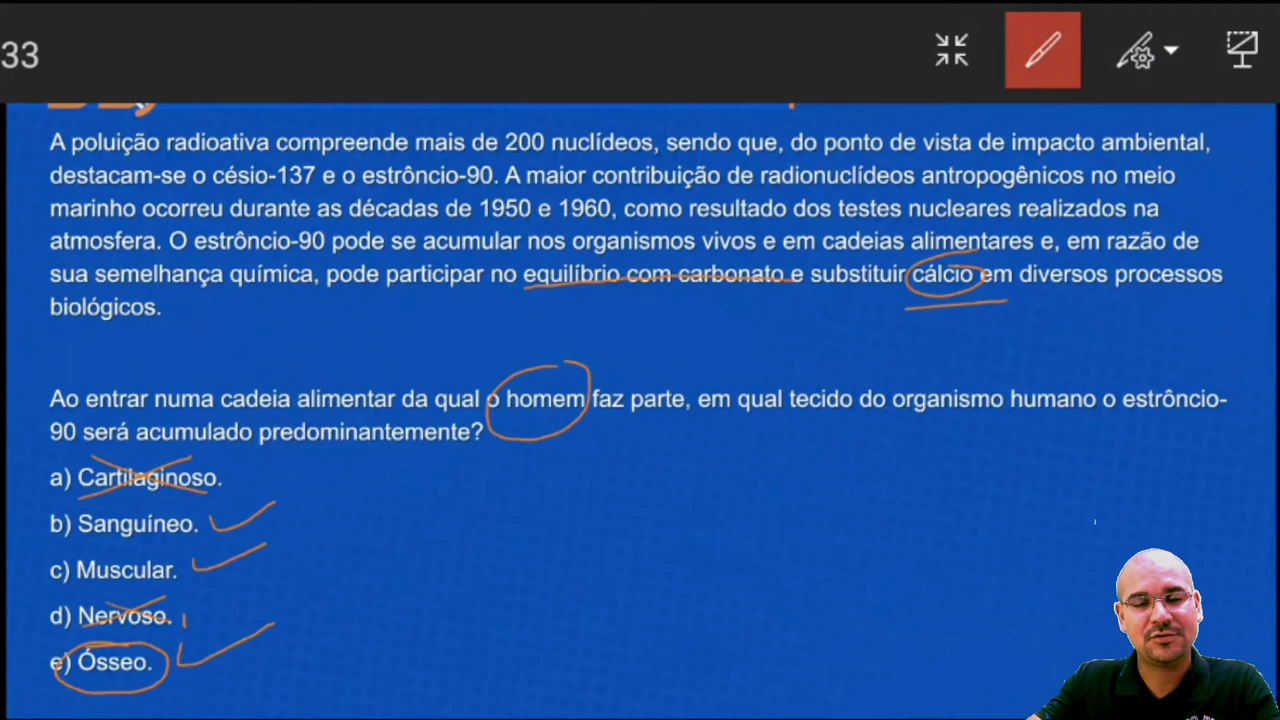 33
A poluição radioativa compreende mais de 200 nuclídeos, sendo que, do ponto de vista de impacto ambiental,
destacam-se o césio-137 e o estrôncio-90. A maior contribuição de radionuclídeos antropogênicos no meio
marinho ocorreu durante as décadas de 1950 e 1960, como resultado dos testes nucleares realizados na
atmosfera. O estrôncio-90 pode se acumular nos organismos vivos e em cadeias alimentares e, em razão de
sua semelhança química, pode participar no equilíbrio com carbonato e substituir cálcio em diversos processos
biológicos.
Ao entrar numa cadeia alimentar da qual o homem faz parte, em qual tecido do organismo humano o estrôncio-
90 será acumulado predominantemente?
a) Cartilaginoso.
b) Sanguíneo.
c) Muscular.
d) Nervoso.
e) Ósseo.